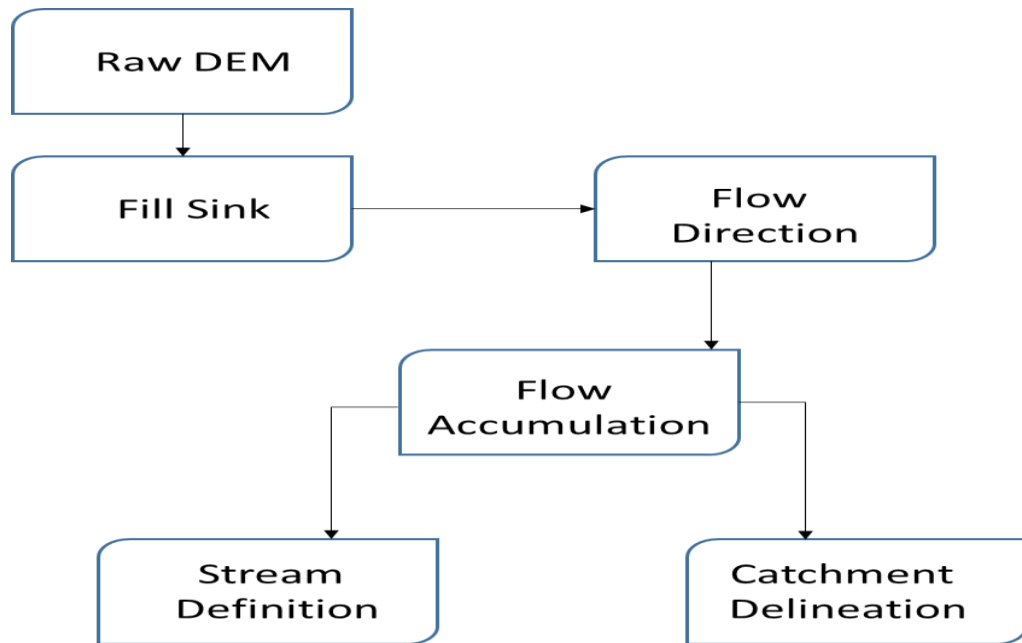 Raw DEM
Fill Sink
Flow
Direction
Flow
Accumulation
Stream
Definition
Catchment
Delineation